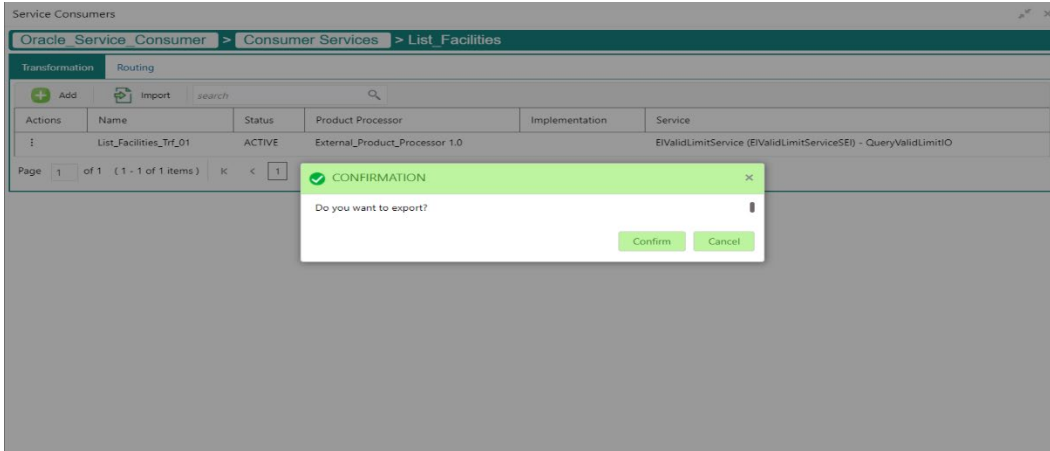 Service Consumers
Oracle_Service_Consumer > Consumer Services > List_Facilities
Transformation Routing
Add Import search
Actions Name Status Product Processor Implementation Service
List_Facilities_Trf_01 ACTIVE External_Product_Processor 1.0 ElValidLimitService (ElValidLimitServiceSEI) - QueryValidLimitIO
Page 1 of 1 (1 - 1 of 1 items) K < 1
CONFIRMATION ×
Do you want to export?
Confirm Cancel